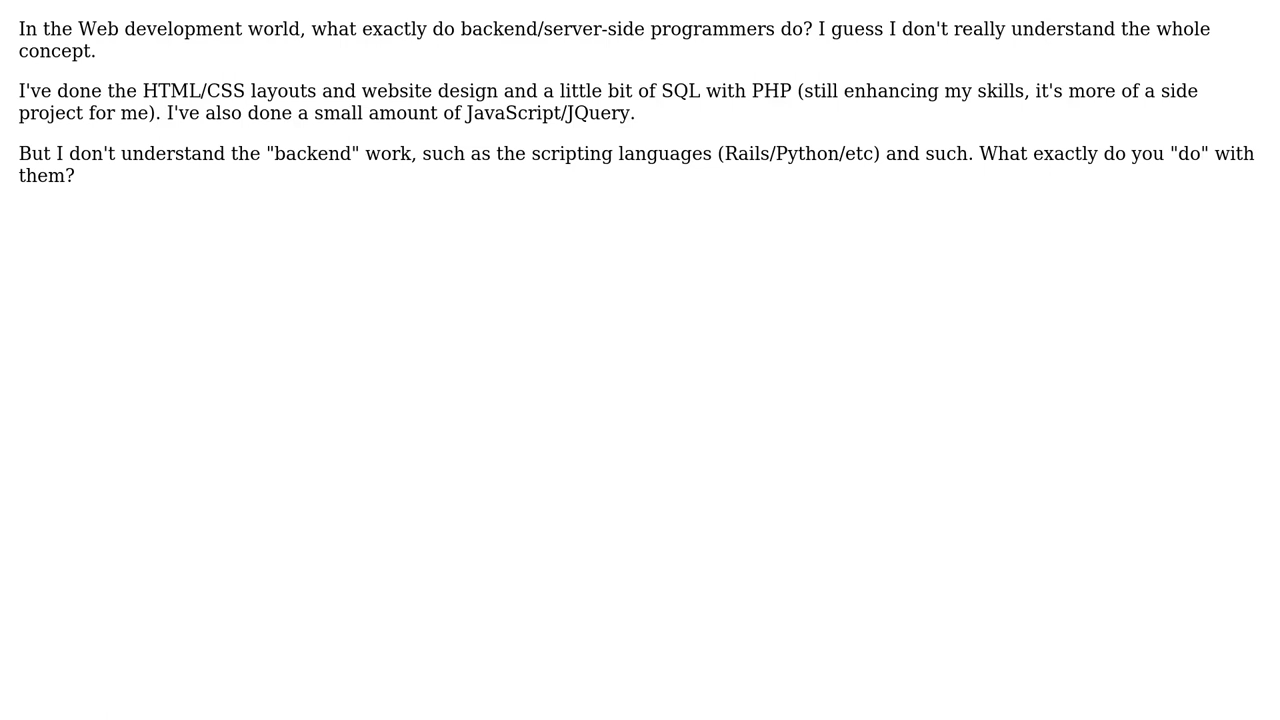 In the Web development world, what exactly do backend/server-side programmers do? I guess I don't really understand the whole
concept.
I've done the HTML/CSS layouts and website design and a little bit of SQL with PHP (still enhancing my skills, it's more of a side
project for me). I've also done a small amount of JavaScript/JQuery.
But I don't understand the "backend" work, such as the scripting languages (Rails/Python/etc) and such. What exactly do you "do" with
them?